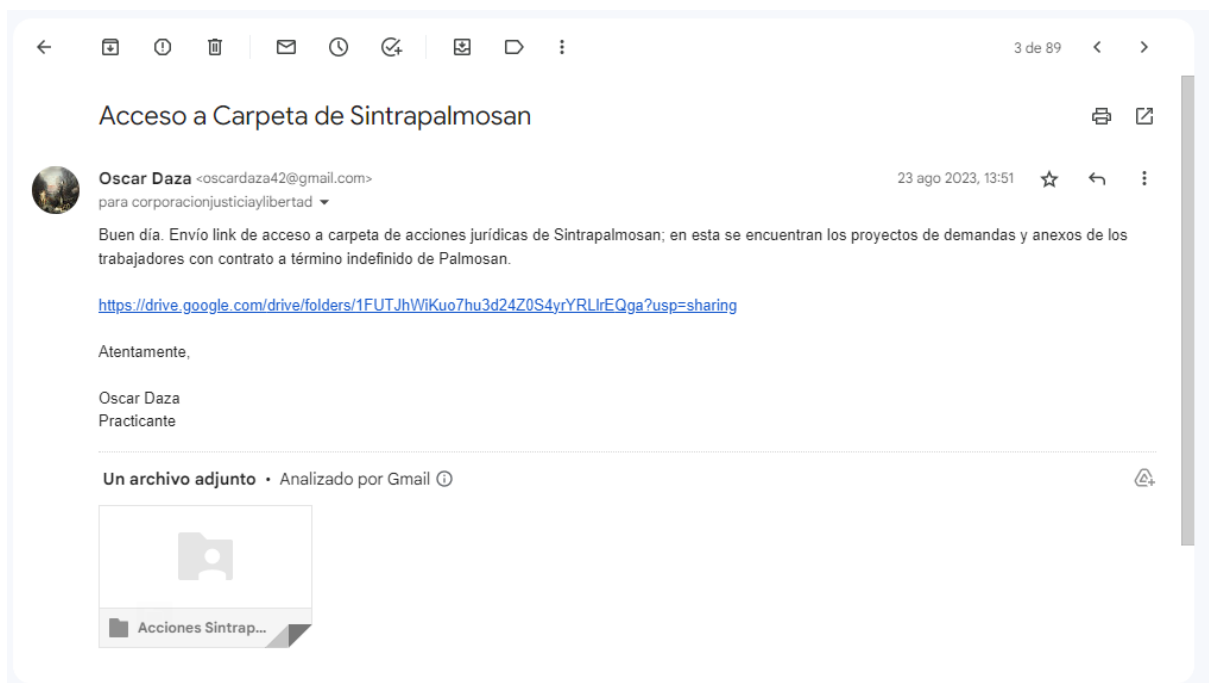 3 de 89
Acceso a Carpeta de Sintrapalmosan
Oscar Daza <oscardaza42@gmail.com>
23 ago 2023, 13:51
para corporacionjusticiaylibertad
Buen día. Envío link de acceso a carpeta de acciones jurídicas de Sintrapalmosan; en esta se encuentran los proyectos de demandas y anexos de los
trabajadores con contrato a término indefinido de Palmosan.
https://drive.google.com/drive/folders/1FUTJhWiKuo7hu3d24Z0S4yrYRLlrEQga?usp=sharing
Atentamente,
Oscar Daza
Practicante
Un archivo adjunto • Analizado por Gmail
Acciones Sintrap...